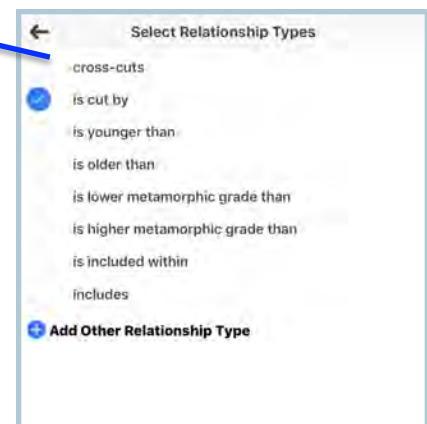 Select Relationship Types
cross-cuts
is cut by
is younger than
is older than
is lower metamorphic grade than
is higher metamorphic grade than
is included within
includes
Add Other Relationship Type